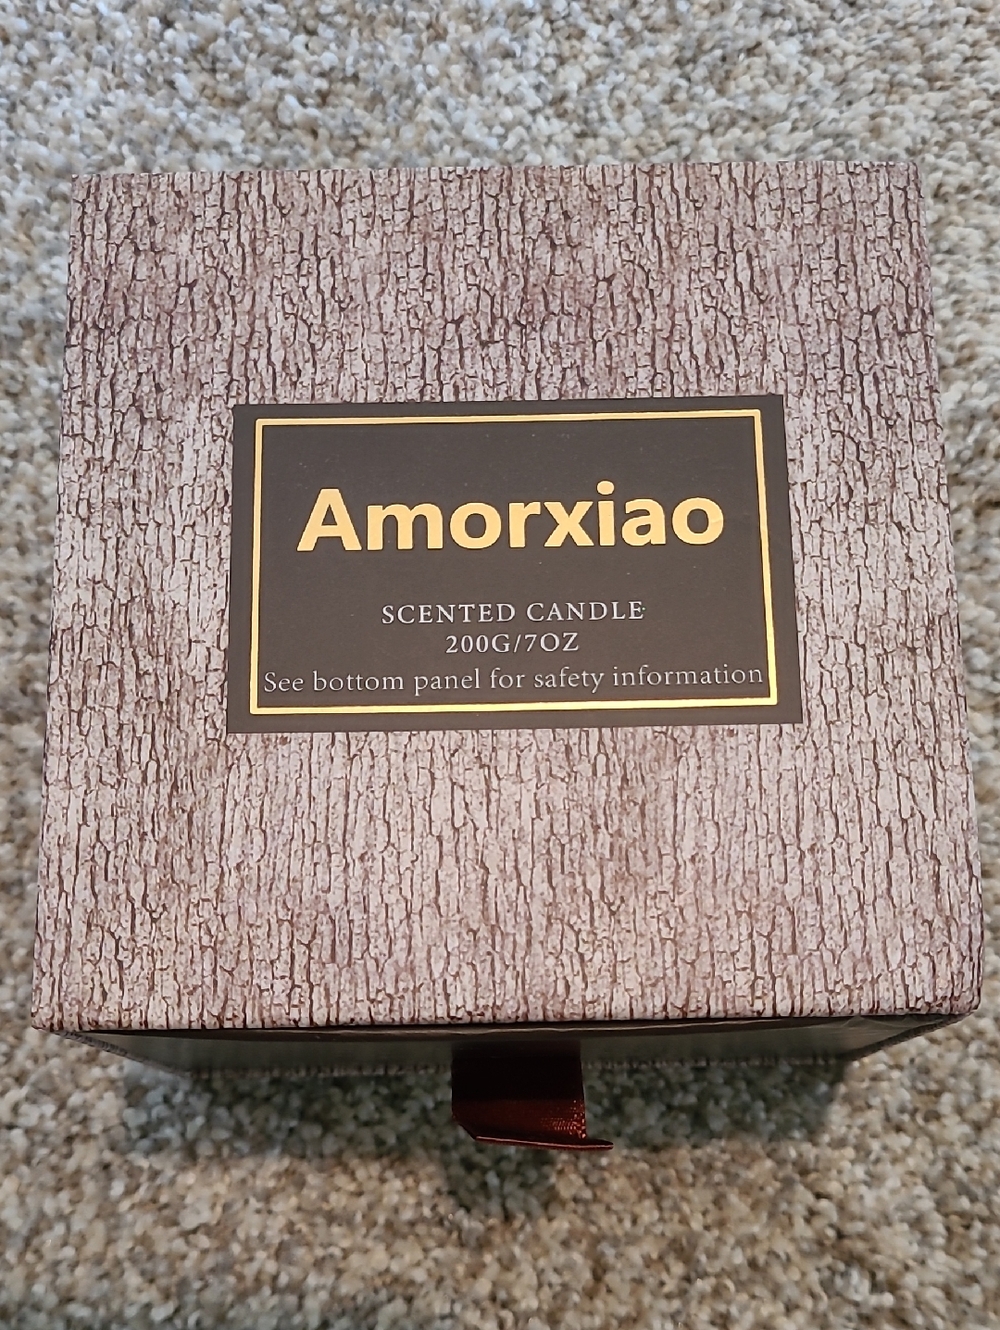 Amorxiao
SCENTED CANDLE
200G/7OZ
See bottom panel for safety information